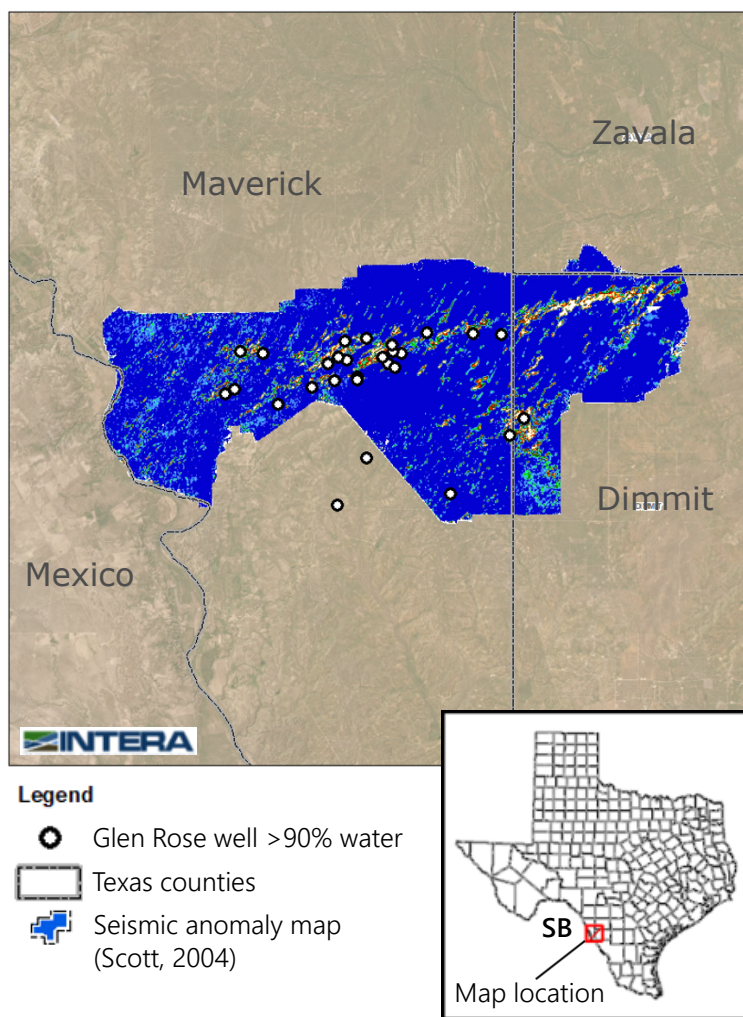 Zavala
Maverick
Dimmit
Mexico
INTERA
Legend
Glen Rose well >90% water
Texas counties
Seismic anomaly map
(Scott, 2004)
SB
Map location